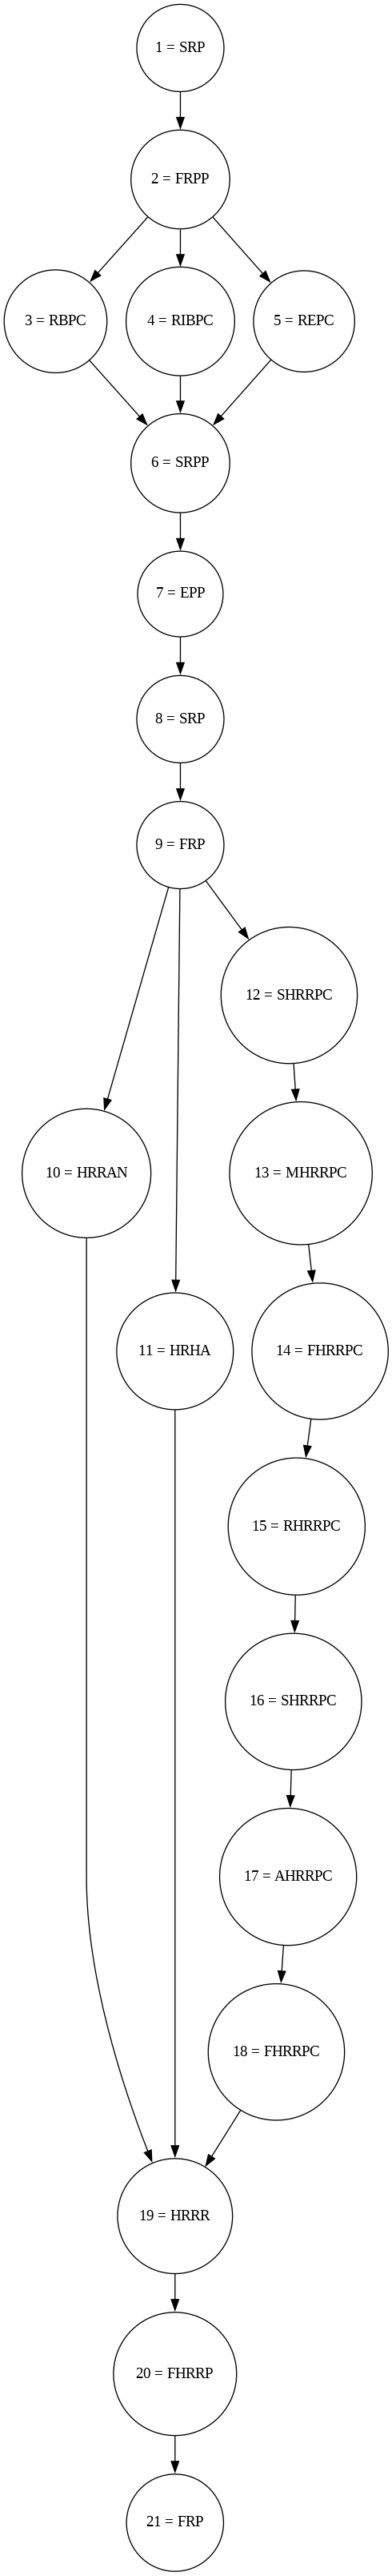 1 = SRP
2 = FRPP
3 = RBPC
4 = RIBPC
5 = REPC
6 = SRPP
7 = EPP
8 = SRP
9 = FRP
12 = SHRRPC
10 = HRRAN
13 = MHRRPC
11 = HRHA
14 = FHRRPC
15 = RHRRPC
16 = SHRRPC
17 = AHRRPC
18 = FHRRPC
19 = HRRR
20 = FHRRP
21 = FRP